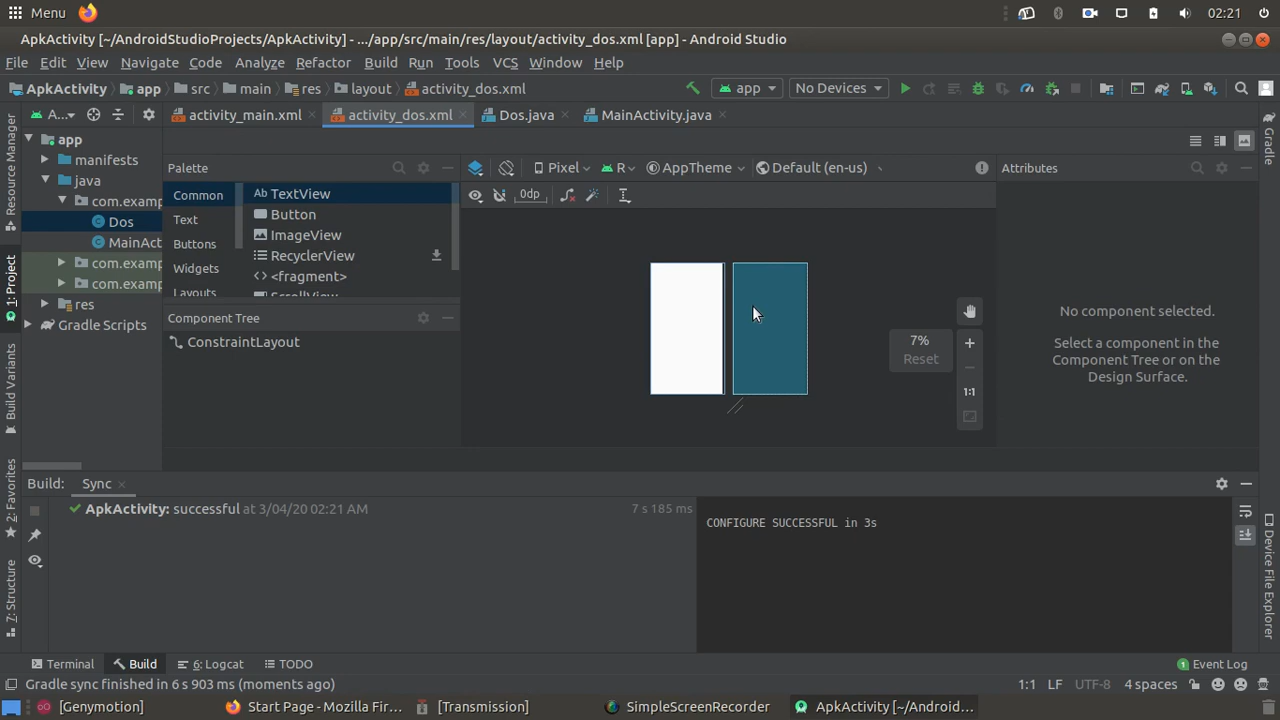 Menu
02:21
ApkActivity [~/AndroidStudioProjects/ApkActivity] - .../app/src/main/res/layout/activity_dos.xml [app] - Android Studio
File Edit View Navigate Code Analyze Refactor Build Run Tools VCS Window Help
ApkActivity app src main res layout activity_dos.xml app No Devices
A... activity_main.xml activity_dos.xml Dos.java MainActivity.java
Resource Manager
1: Project
Build Variants
2: Favorites
7: Structure
app
manifests
java
com.examp
Dos
MainAct
com.examp
com.examp
res
Gradle Scripts
Palette
Common
Text
Buttons
Widgets
Layouts
Ab TextView
Button
ImageView
RecyclerView
<> <fragment>
ScrollView
Component Tree
ConstraintLayout
Pixel R AppTheme Default (en-us)
0dp
7%
Reset
1:1
Attributes
No component selected.
Select a component in the
Component Tree or on the
Design Surface.
Gradle
Device File Explorer
Build: Sync
ApkActivity: successful at 3/04/20 02:21 AM 7 s 185 ms
CONFIGURE SUCCESSFUL in 3s
Terminal Build 6: Logcat TODO 1 Event Log
Gradle sync finished in 6 s 903 ms (moments ago) 1:1 LF UTF-8 4 spaces
[Genymotion] Start Page - Mozilla Fir... [Transmission] SimpleScreenRecorder ApkActivity [~/Android...